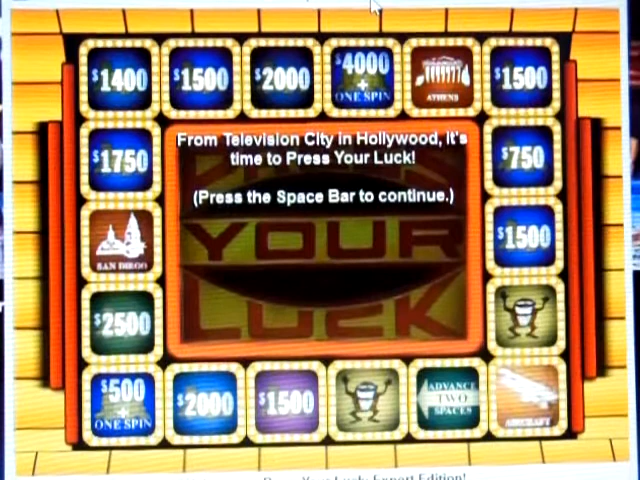 $1400
$1500
$2000
$4000
+
ONE SPIN
ATHENS
$1500
$1750
From Television City in Hollywood, it's
time to Press Your Luck!
(Press the Space Bar to continue.)
$750
YOUR
LUCK
SAN DIEGO
$1500
$2500
$500
+
ONE SPIN
$2000
$1500
ADVANCE
TWO
SPACES
AIRCRAFT